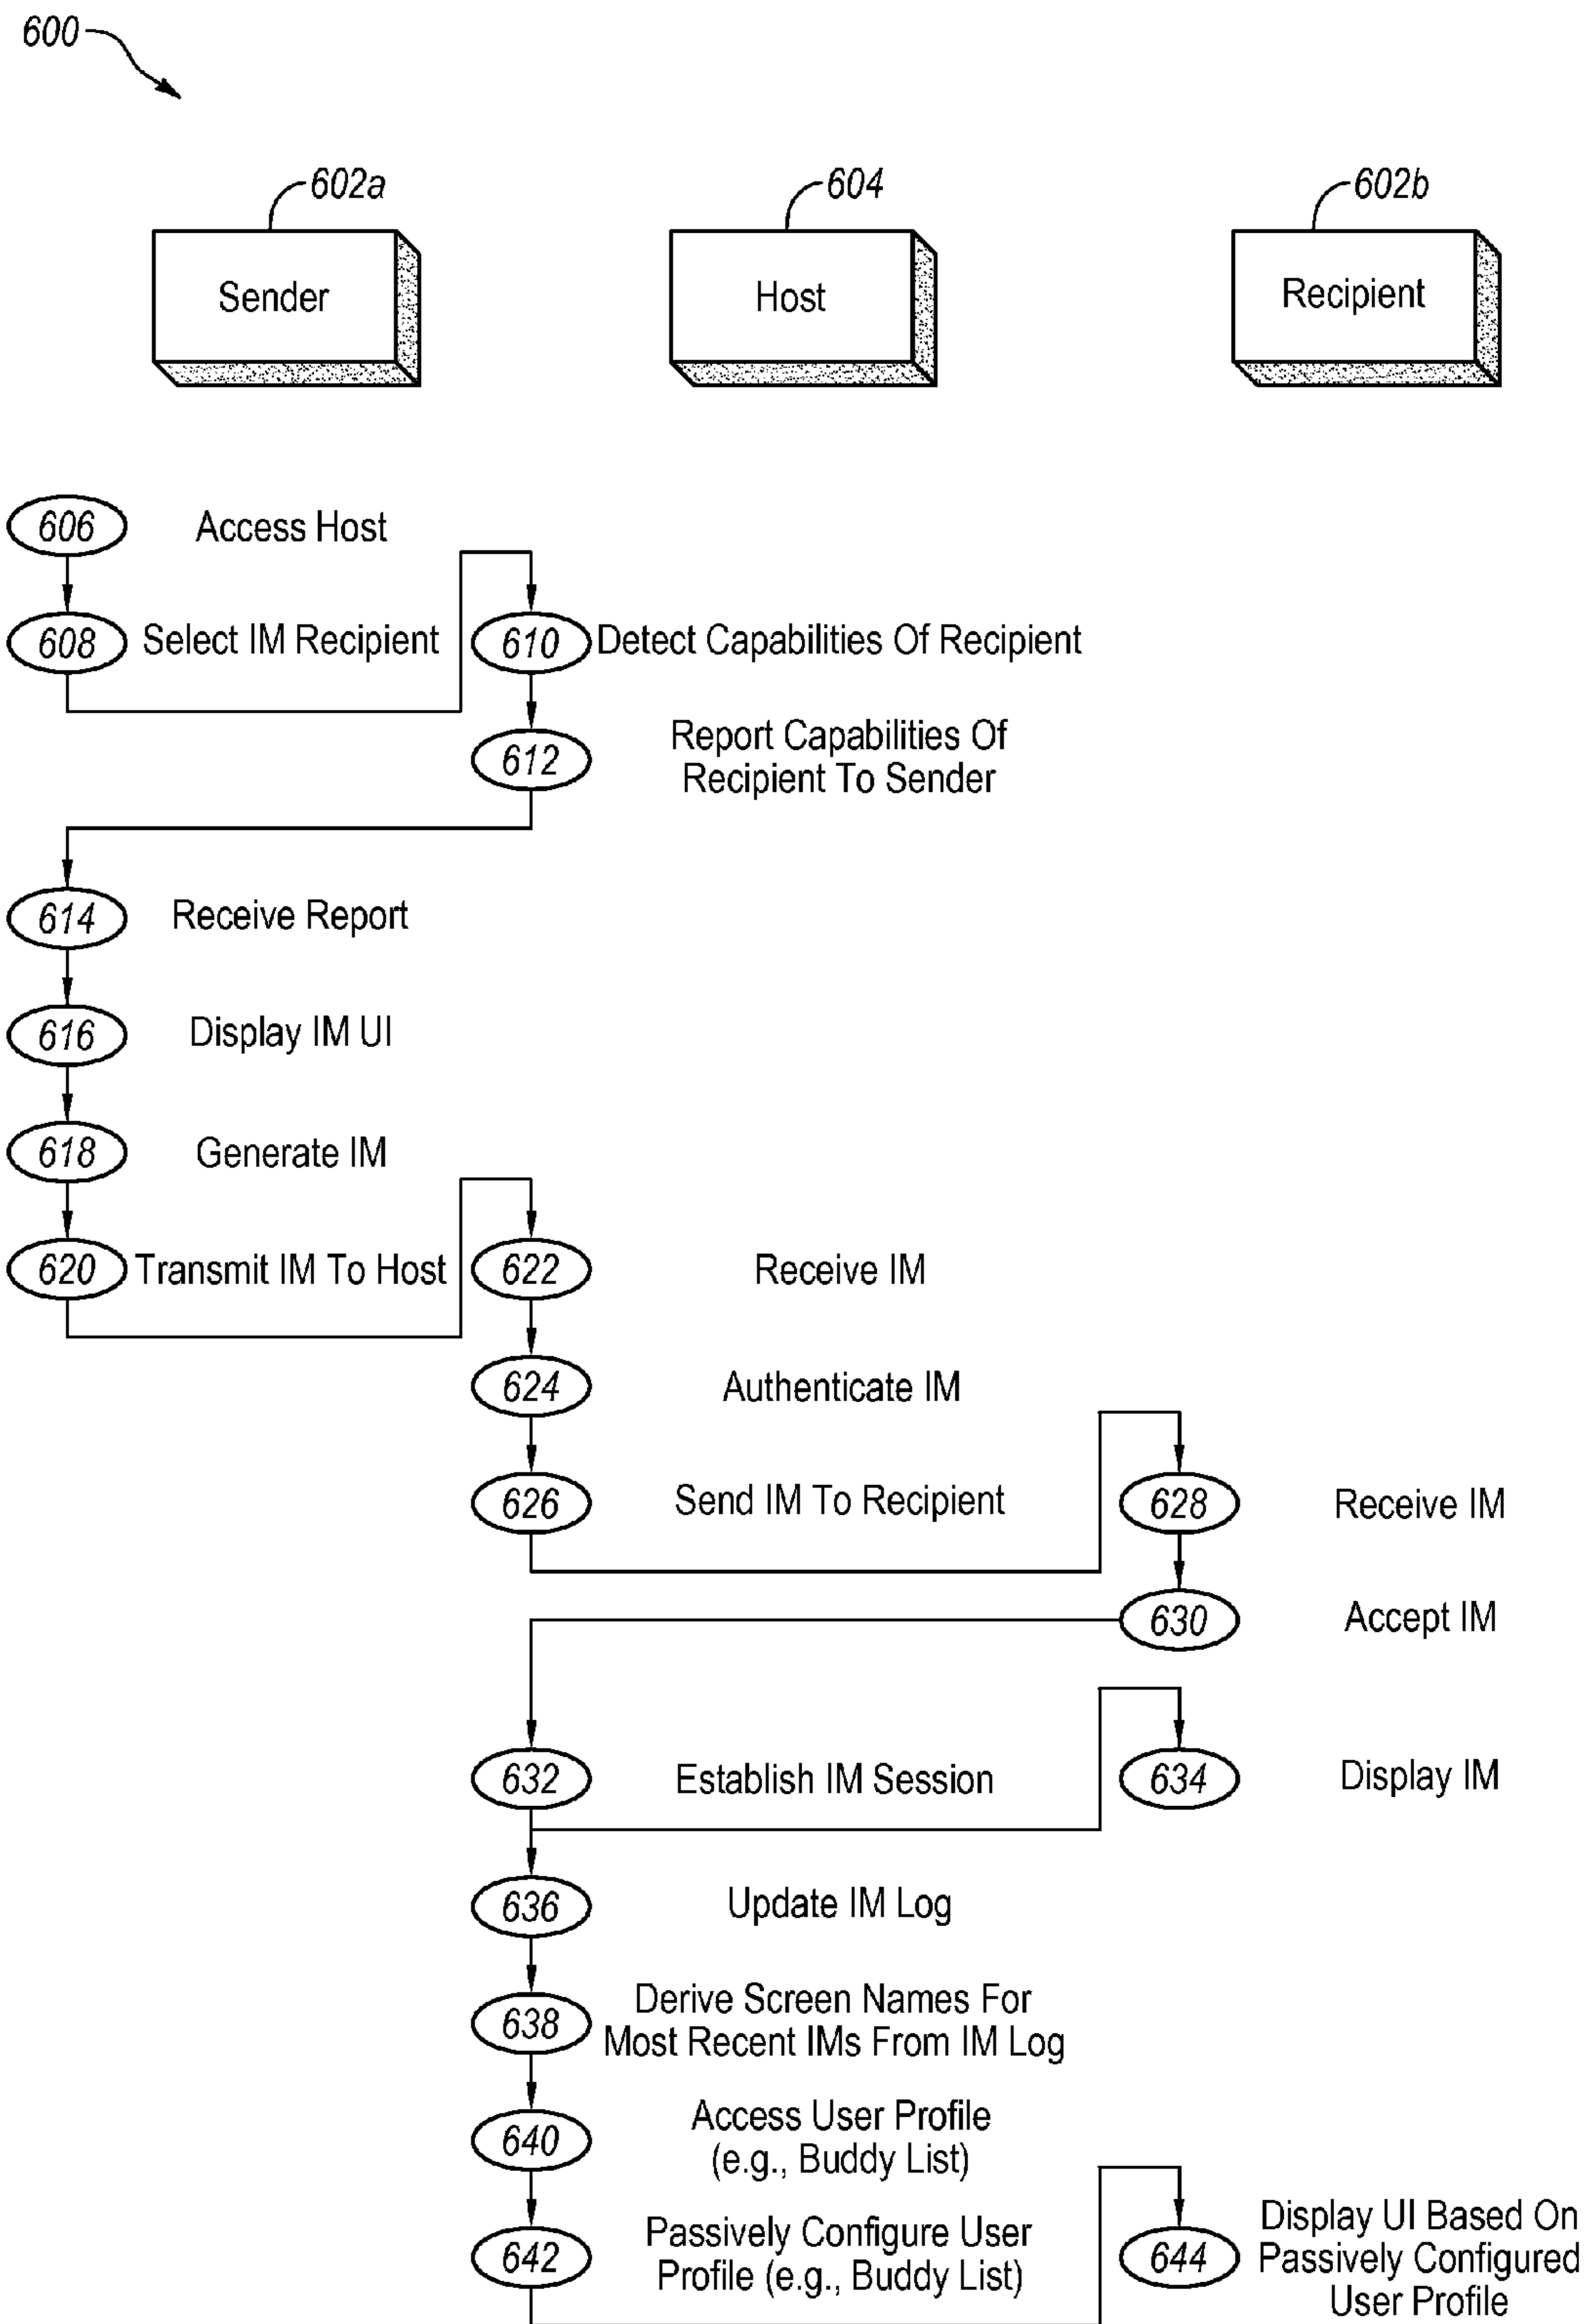 600
602a
604
602b
Sender
Host
Recipient
606
Access Host
608
Select IM Recipient
610
Detect Capabilities Of Recipient
612
Report Capabilities Of
Recipient To Sender
614
Receive Report
616
Display IM UI
618
Generate IM
620
Transmit IM To Host
622
Receive IM
624
Authenticate IM
626
Send IM To Recipient
628
Receive IM
630
Accept IM
632
Establish IM Session
634
Display IM
636
Update IM Log
638
Derive Screen Names For
Most Recent IMs From IM Log
640
Access User Profile
(e.g., Buddy List)
642
Passively Configure User
Profile (e.g., Buddy List)
644
Display UI Based On
Passively Configured
User Profile